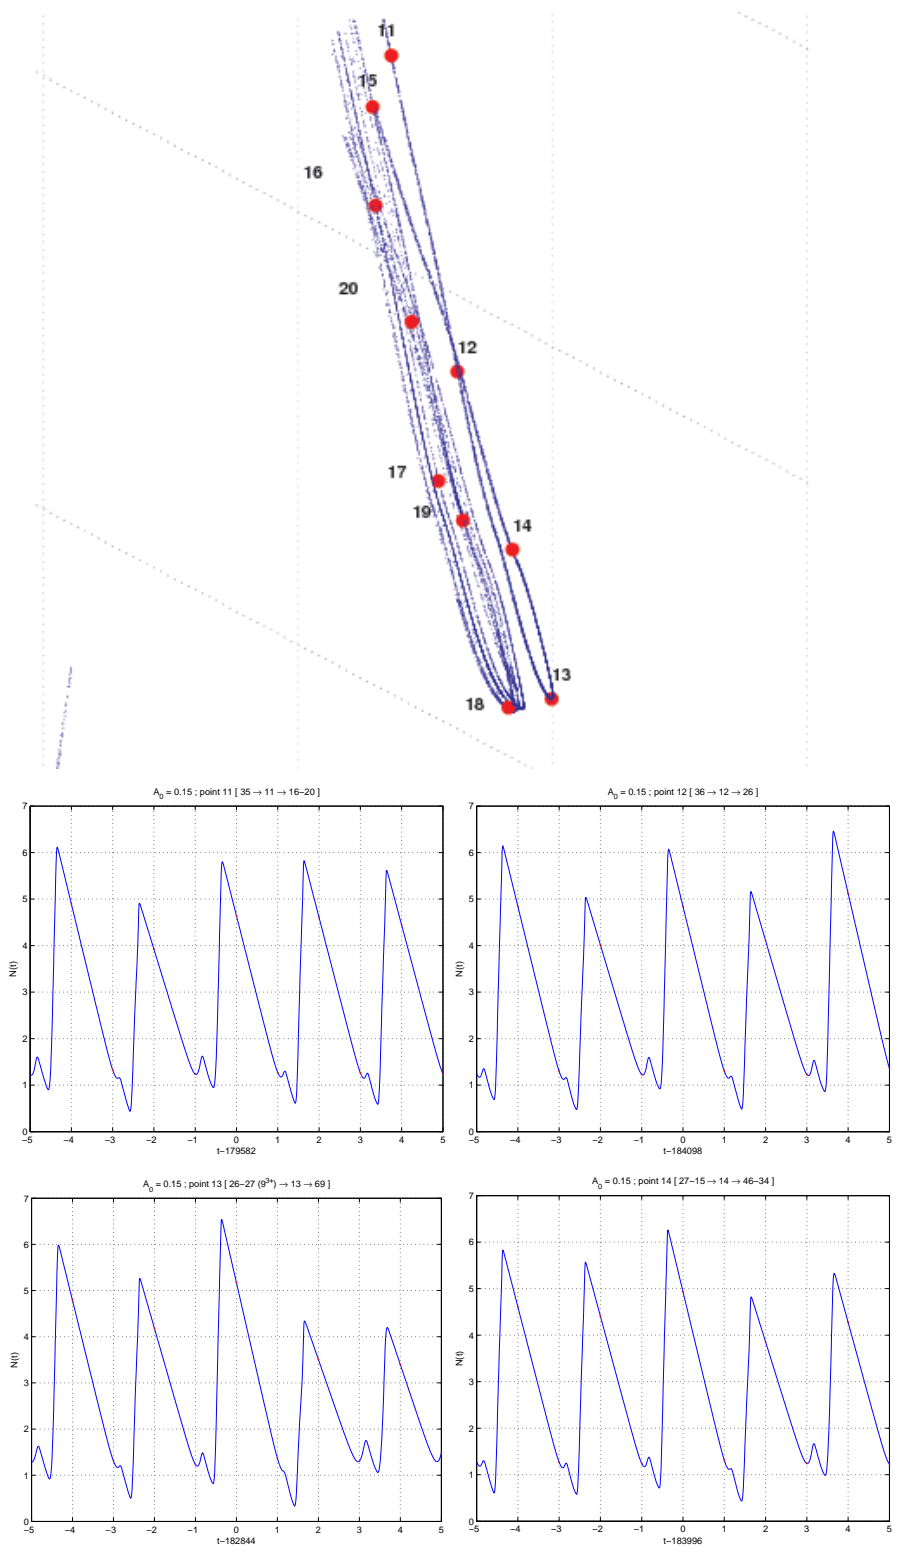 11
15
16
20
12
17
19
14
13
18
A0 = 0.15 ; point 11 [ 35 → 11 → 16–20 ]
7
6
5
4
3
2
1
0
N(t)
−5 −4 −3 −2 −1 0 1 2 3 4 5
t−179582
A0 = 0.15 ; point 12 [ 36 → 12 → 26 ]
7
6
5
4
3
2
1
0
N(t)
−5 −4 −3 −2 −1 0 1 2 3 4 5
t−184098
A0 = 0.15 ; point 13 [ 26–27 (9^3+) → 13 → 69 ]
7
6
5
4
3
2
1
0
N(t)
−5 −4 −3 −2 −1 0 1 2 3 4 5
t−182844
A0 = 0.15 ; point 14 [ 27–15 → 14 → 46–34 ]
7
6
5
4
3
2
1
0
N(t)
−5 −4 −3 −2 −1 0 1 2 3 4 5
t−183996